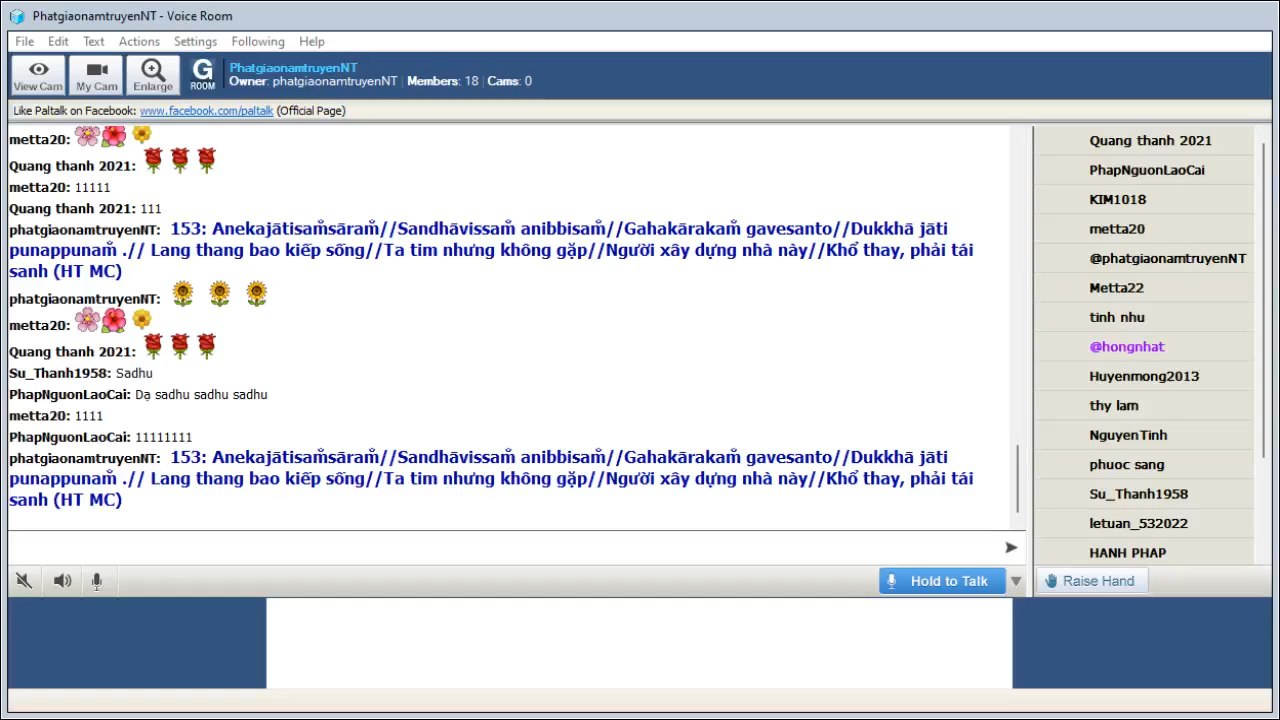 PhatgiaonamtruyenNT - Voice Room
File Edit Text Actions Settings Following Help
View Cam My Cam Enlarge G ROOM
PhatgiaonamtruyenNT
Owner: phatgiaonamtruyenNT Members: 18 Cams: 0
Like Paltalk on Facebook: www.facebook.com/paltalk (Official Page)
metta20:
Quang thanh 2021:
metta20: 11111
Quang thanh 2021: 111
phatgiaonamtruyenNT: 153: Anekajātisaṁsāraṁ//Sandhāvissaṁ anibbisaṁ//Gahakārakaṁ gavesanto//Dukkhā jāti
punappunaṁ .// Lang thang bao kiếp sống//Ta tìm nhưng không gặp//Người xây dựng nhà này//Khổ thay, phải tái
sanh (HT MC)
phatgiaonamtruyenNT:
metta20:
Quang thanh 2021:
Su_Thanh1958: Sadhu
PhapNguonLaoCai: Dạ sadhu sadhu sadhu
metta20: 1111
PhapNguonLaoCai: 11111111
phatgiaonamtruyenNT: 153: Anekajātisaṁsāraṁ//Sandhāvissaṁ anibbisaṁ//Gahakārakaṁ gavesanto//Dukkhā jāti
punappunaṁ .// Lang thang bao kiếp sống//Ta tìm nhưng không gặp//Người xây dựng nhà này//Khổ thay, phải tái
sanh (HT MC)
Hold to Talk
Quang thanh 2021
PhapNguonLaoCai
KIM1018
metta20
@phatgiaonamtruyenNT
Metta22
tinh nhu
@hongnhat
Huyenmong2013
thy lam
NguyenTinh
phuoc sang
Su_Thanh1958
letuan_532022
HANH PHAP
Raise Hand